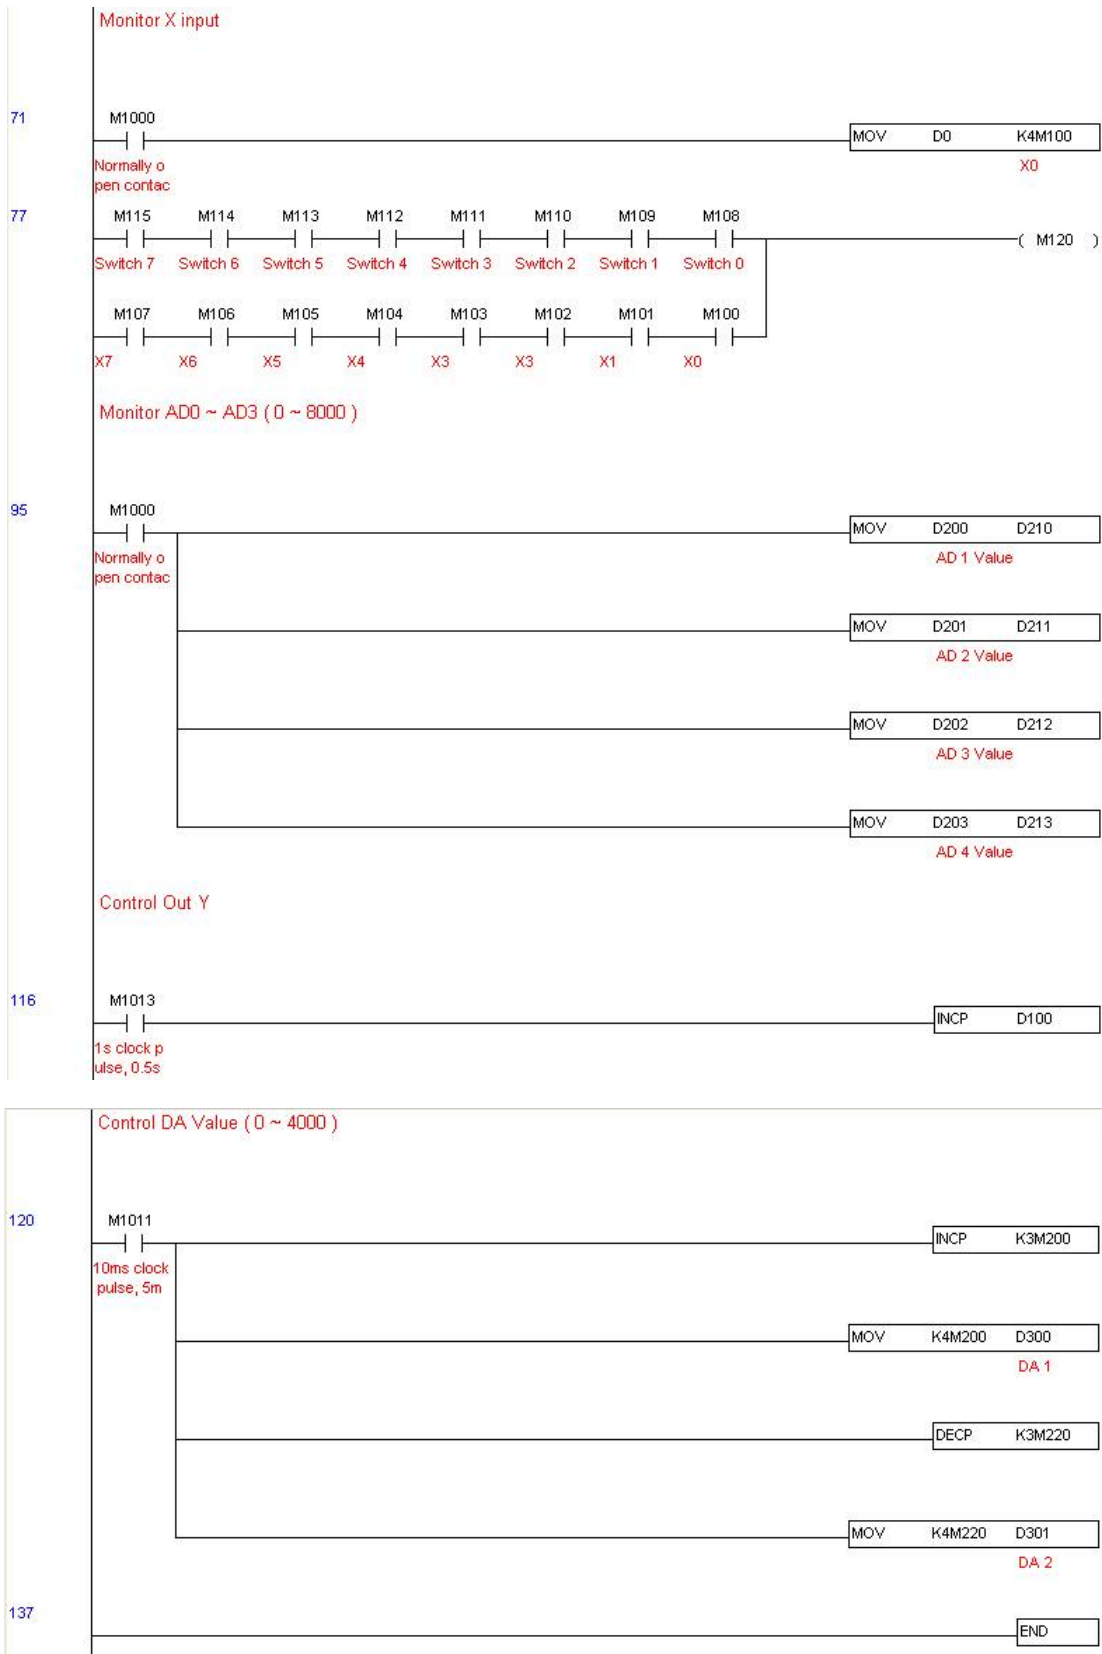 Monitor X input
71
M1000
MOV D0 K4M100
Normally o
pen contac
X0
77
M115 M114 M113 M112 M111 M110 M109 M108
( M120 )
Switch 7 Switch 6 Switch 5 Switch 4 Switch 3 Switch 2 Switch 1 Switch 0
M107 M106 M105 M104 M103 M102 M101 M100
X7 X6 X5 X4 X3 X3 X1 X0
Monitor AD0 ~ AD3 ( 0 ~ 8000 )
95
M1000
MOV D200 D210
Normally o
pen contac
AD 1 Value
MOV D201 D211
AD 2 Value
MOV D202 D212
AD 3 Value
MOV D203 D213
AD 4 Value
Control Out Y
116
M1013
INCP D100
1s clock p
ulse, 0.5s
Control DA Value ( 0 ~ 4000 )
120
M1011
INCP K3M200
10ms clock
pulse, 5m
MOV K4M200 D300
DA 1
DECP K3M220
MOV K4M220 D301
DA 2
137
END